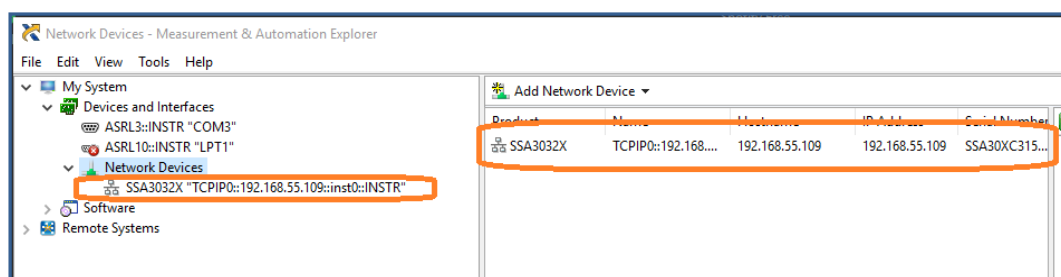 Network Devices - Measurement & Automation Explorer
File Edit View Tools Help
My System
Devices and Interfaces
ASRL3::INSTR "COM3"
ASRL10::INSTR "LPT1"
Network Devices
SSA3032X "TCPIP0::192.168.55.109::inst0::INSTR"
Software
Remote Systems
Add Network Device
Product Name Hostname IP Address Serial Number
SSA3032X TCPIP0::192.168.... 192.168.55.109 192.168.55.109 SSA30XC315...